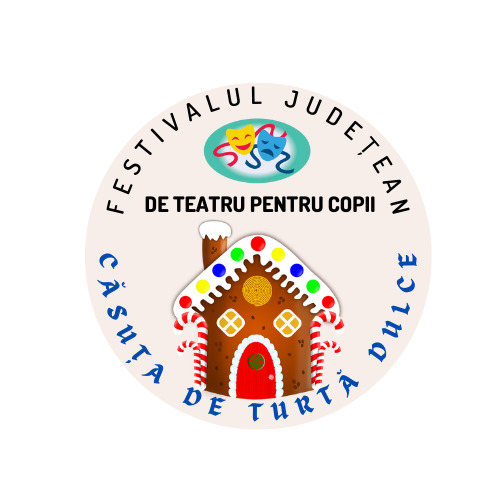 FESTIVALUL JUDEȚEAN
DE TEATRU PENTRU COPII
CĂSUȚA DE TURTĂ DULCE